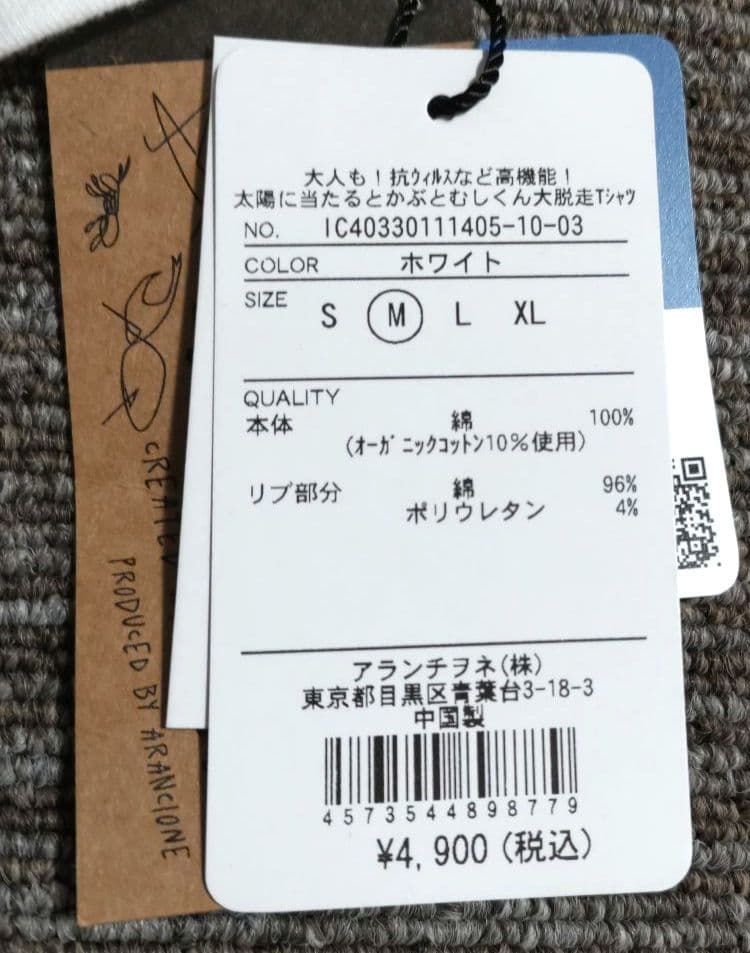 大人も！抗ｳｨﾙｽなど高機能！
太陽に当たるとかぶとむしくん大脱走Tシャツ
NO. IC40330111405-10-03
COLOR ホワイト
SIZE S M L XL
QUALITY
本体 綿 100%
(ｵｰｶﾞﾆｯｸｺｯﾄﾝ10%使用)
リブ部分 綿 96%
ポリウレタン 4%
アランチヲネ(株)
東京都目黒区青葉台3-18-3
中国製
4573544898779
¥4,900(税込)
PRODUCED BY ARANCIONE